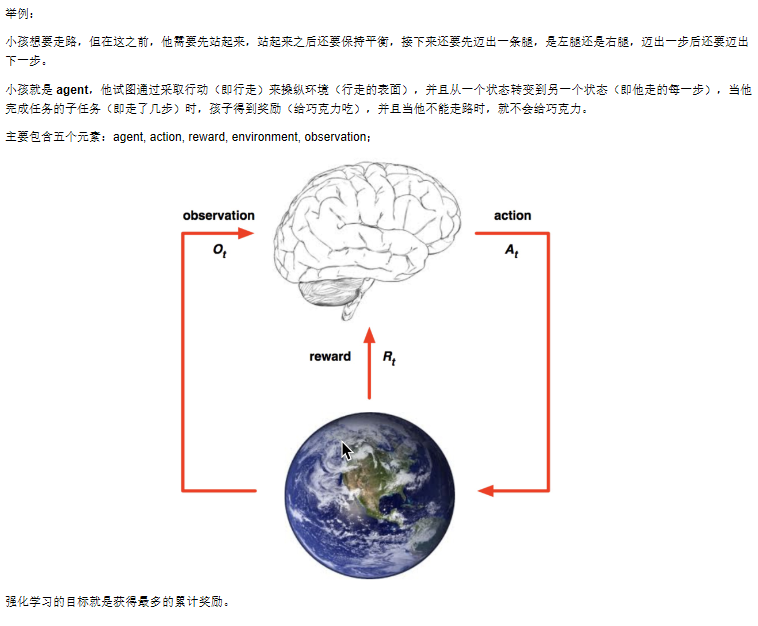 举例：
小孩想要走路，但在这之前，他需要先站起来，站起来之后还要保持平衡，接下来还要先迈出一条腿，是左腿还是右腿，迈出一步后还要迈出
下一步。
小孩就是 agent，他试图通过采取行动（即行走）来操纵环境（行走的表面），并且从一个状态转变到另一个状态（即他走的每一步），当他
完成任务的子任务（即走了几步）时，孩子得到奖励（给巧克力吃），并且当他不能走路时，就不会给巧克力。
主要包含五个元素：agent, action, reward, environment, observation；
observation
action
Ot
At
reward
Rt
强化学习的目标就是获得最多的累计奖励。